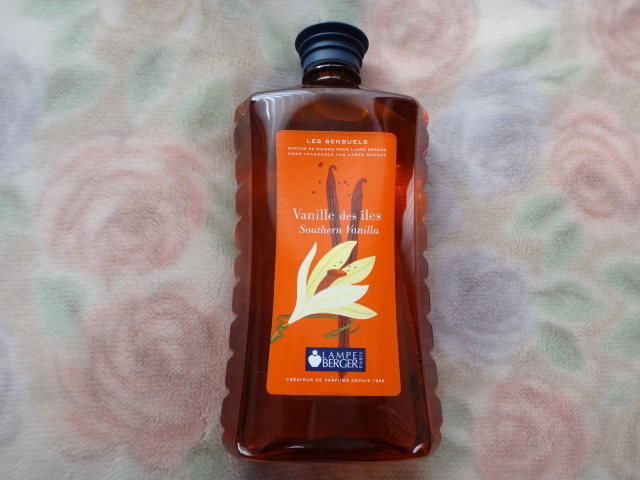 LES SENSUELS
PARFUM DE MAISON POUR LAMPE BERGER
HOME FRAGRANCE FOR LAMPE BERGER
Vanille des îles
Southern Vanilla
LAMPE
BERGER
PARIS
CRÉATEUR DE PARFUMS DEPUIS 1898